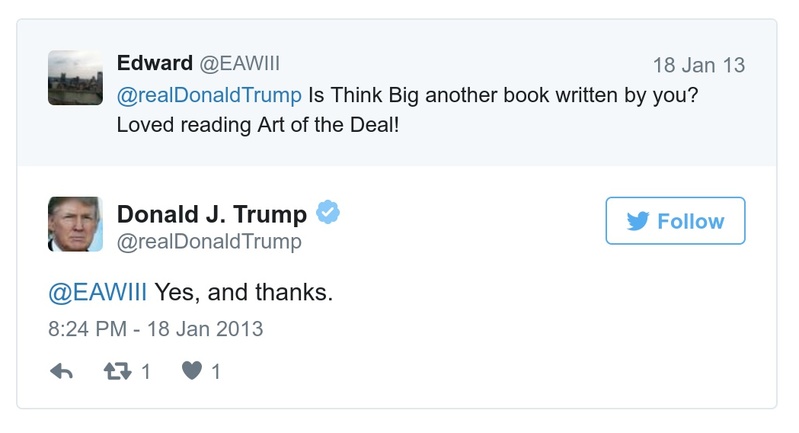 Edward @EAWIII 18 Jan 13
@realDonaldTrump Is Think Big another book written by you?
Loved reading Art of the Deal!
Donald J. Trump
@realDonaldTrump
Follow
@EAWIII Yes, and thanks.
8:24 PM - 18 Jan 2013
1 1